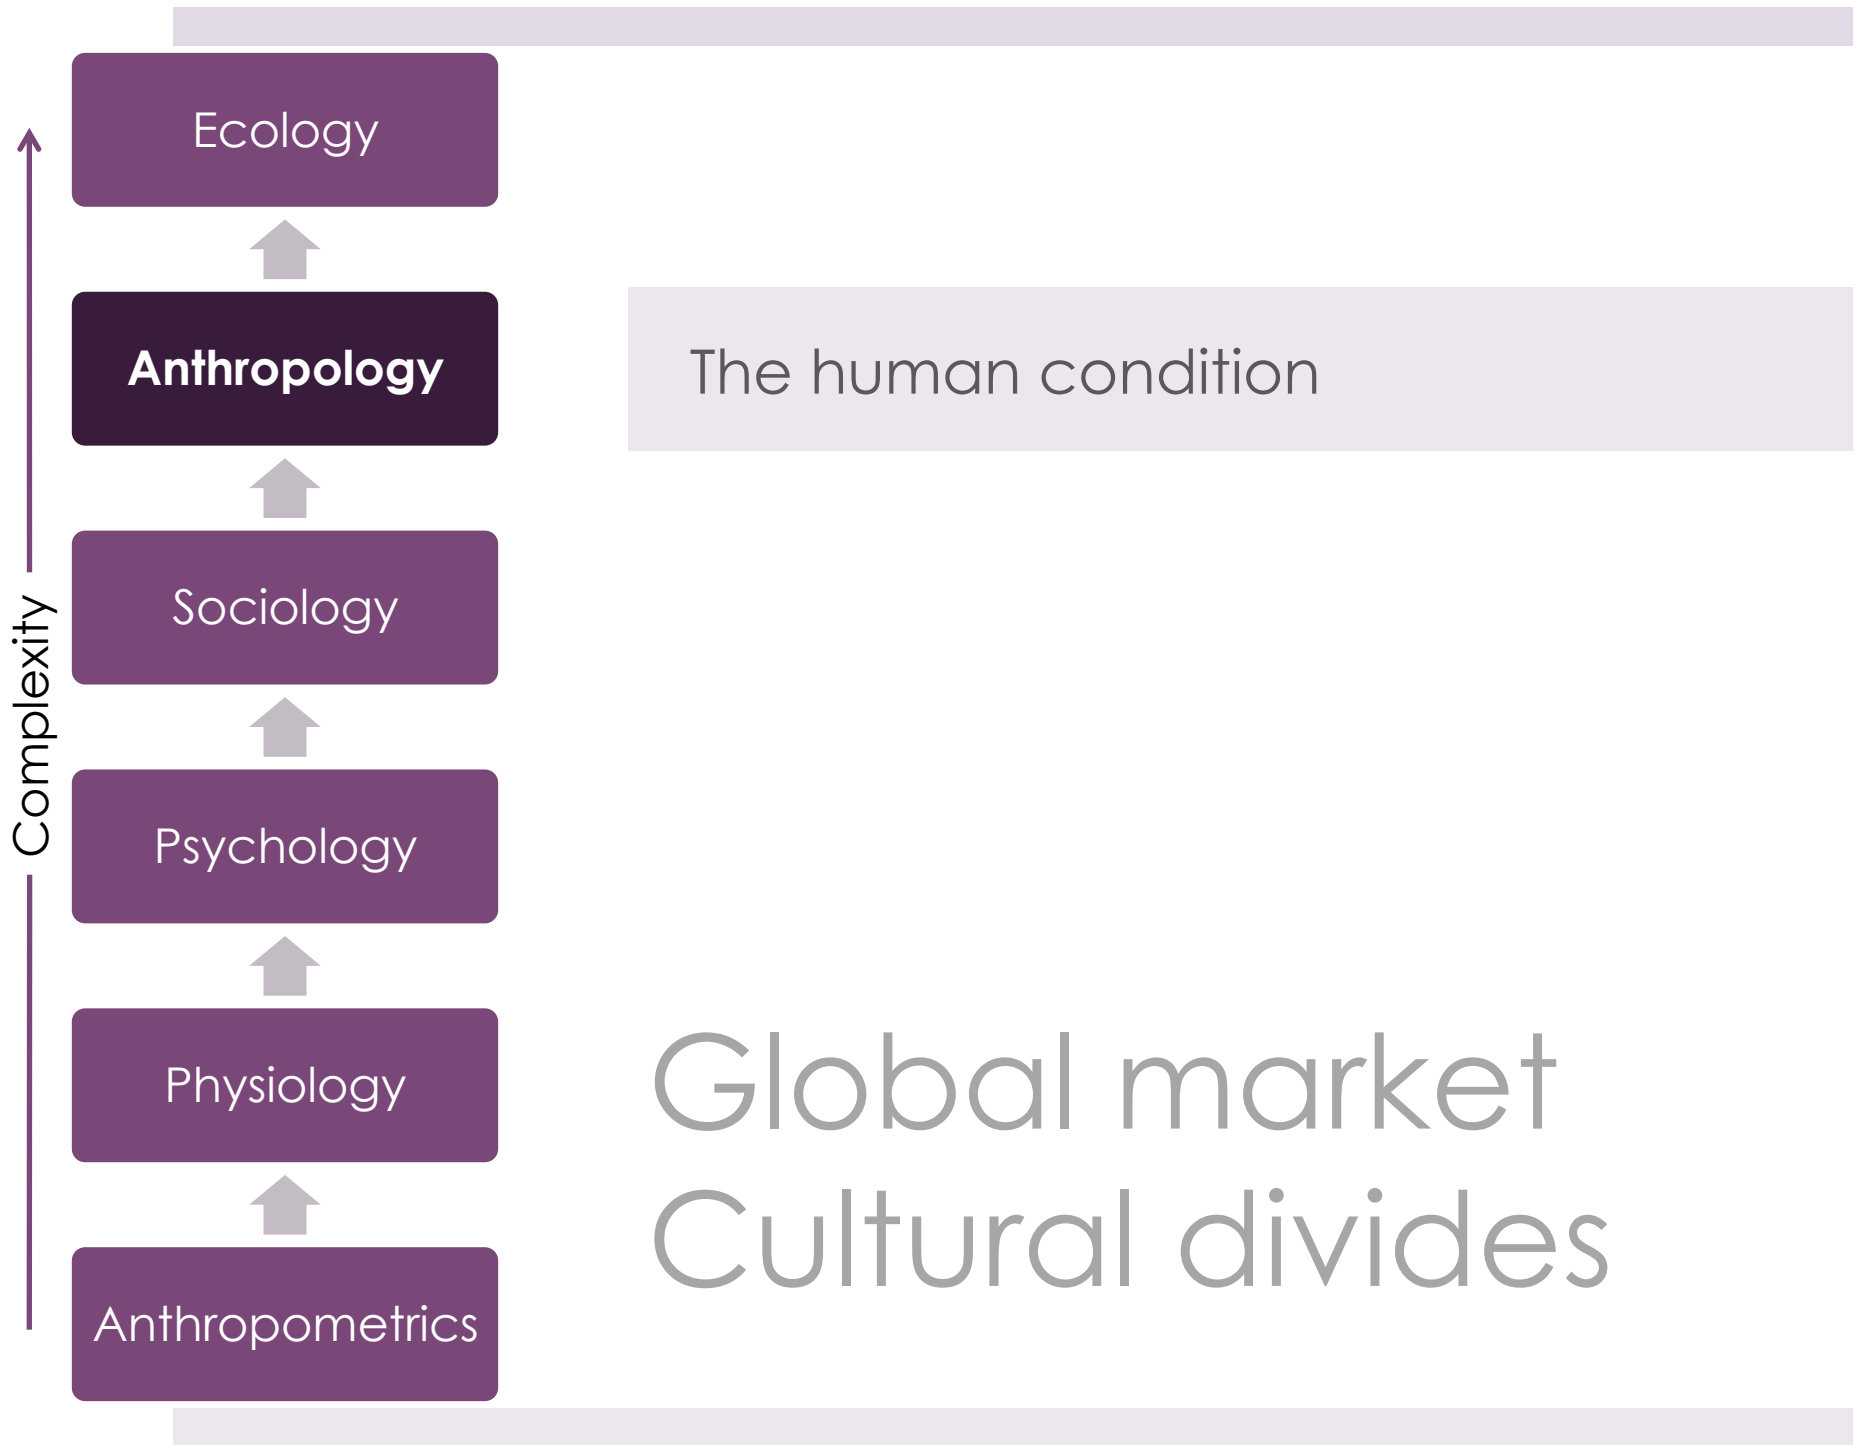 Complexity
Ecology
Anthropology
The human condition
Sociology
Psychology
Physiology
Anthropometrics
Global market
Cultural divides